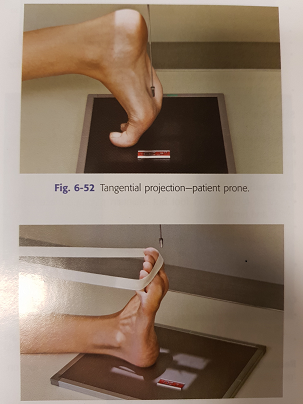 Fig. 6-52 Tangential projection—patient prone.